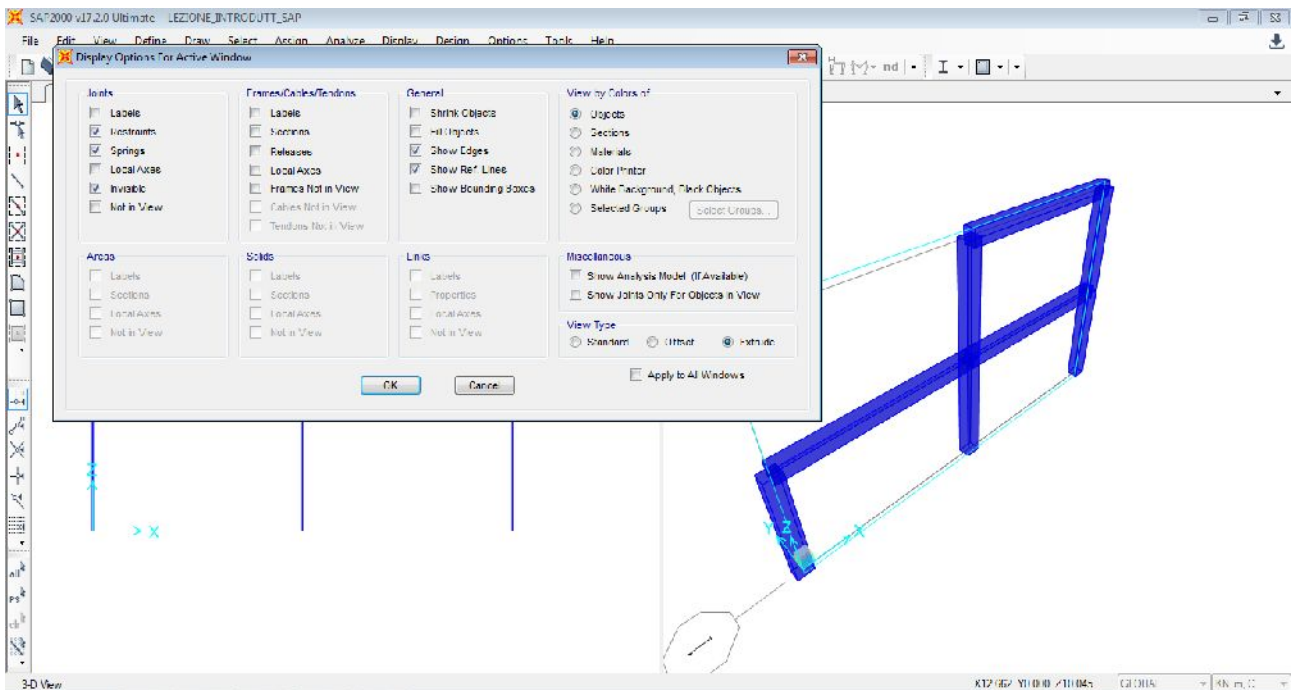 SAP2000 v17.2.0 Ultimate - LEZIONE_INTRODUTT_SAP
File Edit View Define Draw Select Assign Analyze Display Design Options Tools Help
Display Options For Active Window
nd
Joints
Labels
Restraints
Springs
Local Axes
Invisible
Not in View
Frames/Cables/Tendons
Labels
Sections
Releases
Local Axes
Frames Not in View
Cables Not in View
Tendons Not in View
General
Shrink Objects
Fill Objects
Show Edges
Show Ref. Lines
Show Bounding Boxes
View by Colors of
Objects
Sections
Materials
Color Printer
White Background, Black Objects
Selected Groups
Select Groups...
Areas
Labels
Sections
Local Axes
Not in View
Solids
Labels
Sections
Local Axes
Not in View
Links
Labels
Properties
Local Axes
Not in View
Miscellaneous
Show Analysis Model (If Available)
Show Joints Only For Objects in View
View Type
Standard Offset Extrude
Apply to All Windows
OK Cancel
Z
X
Y Z X
all
PS
clr
3-D View
GLOBAL
KN, m, C